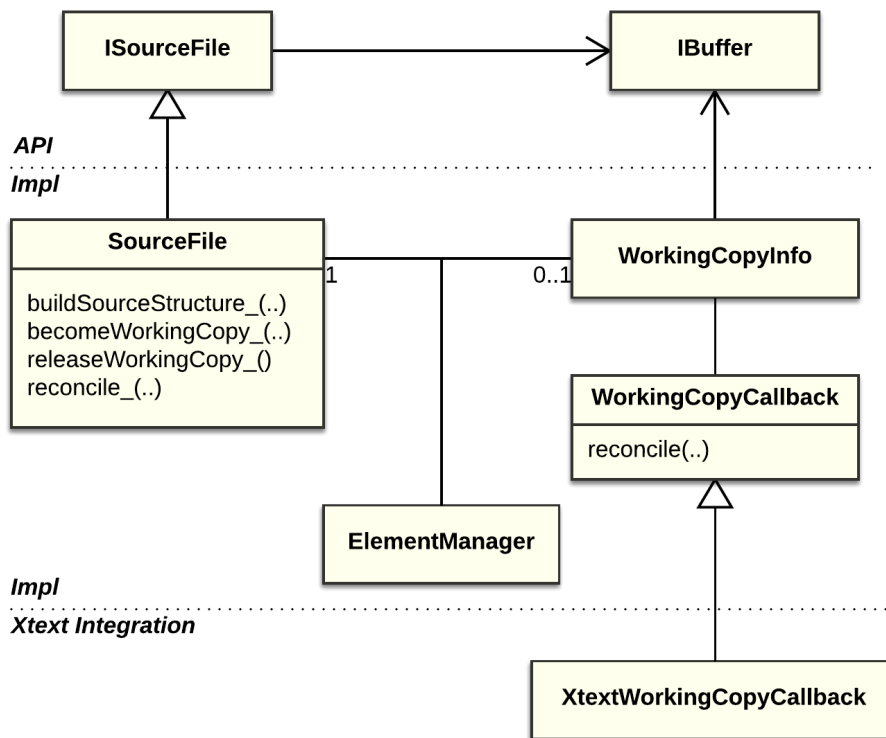 ISourceFile
IBuffer
API
Impl
SourceFile
WorkingCopyInfo
1
0..1
buildSourceStructure_(..)
becomeWorkingCopy_(..)
releaseWorkingCopy_()
reconcile_(..)
WorkingCopyCallback
reconcile(..)
ElementManager
Impl
Xtext Integration
XtextWorkingCopyCallback